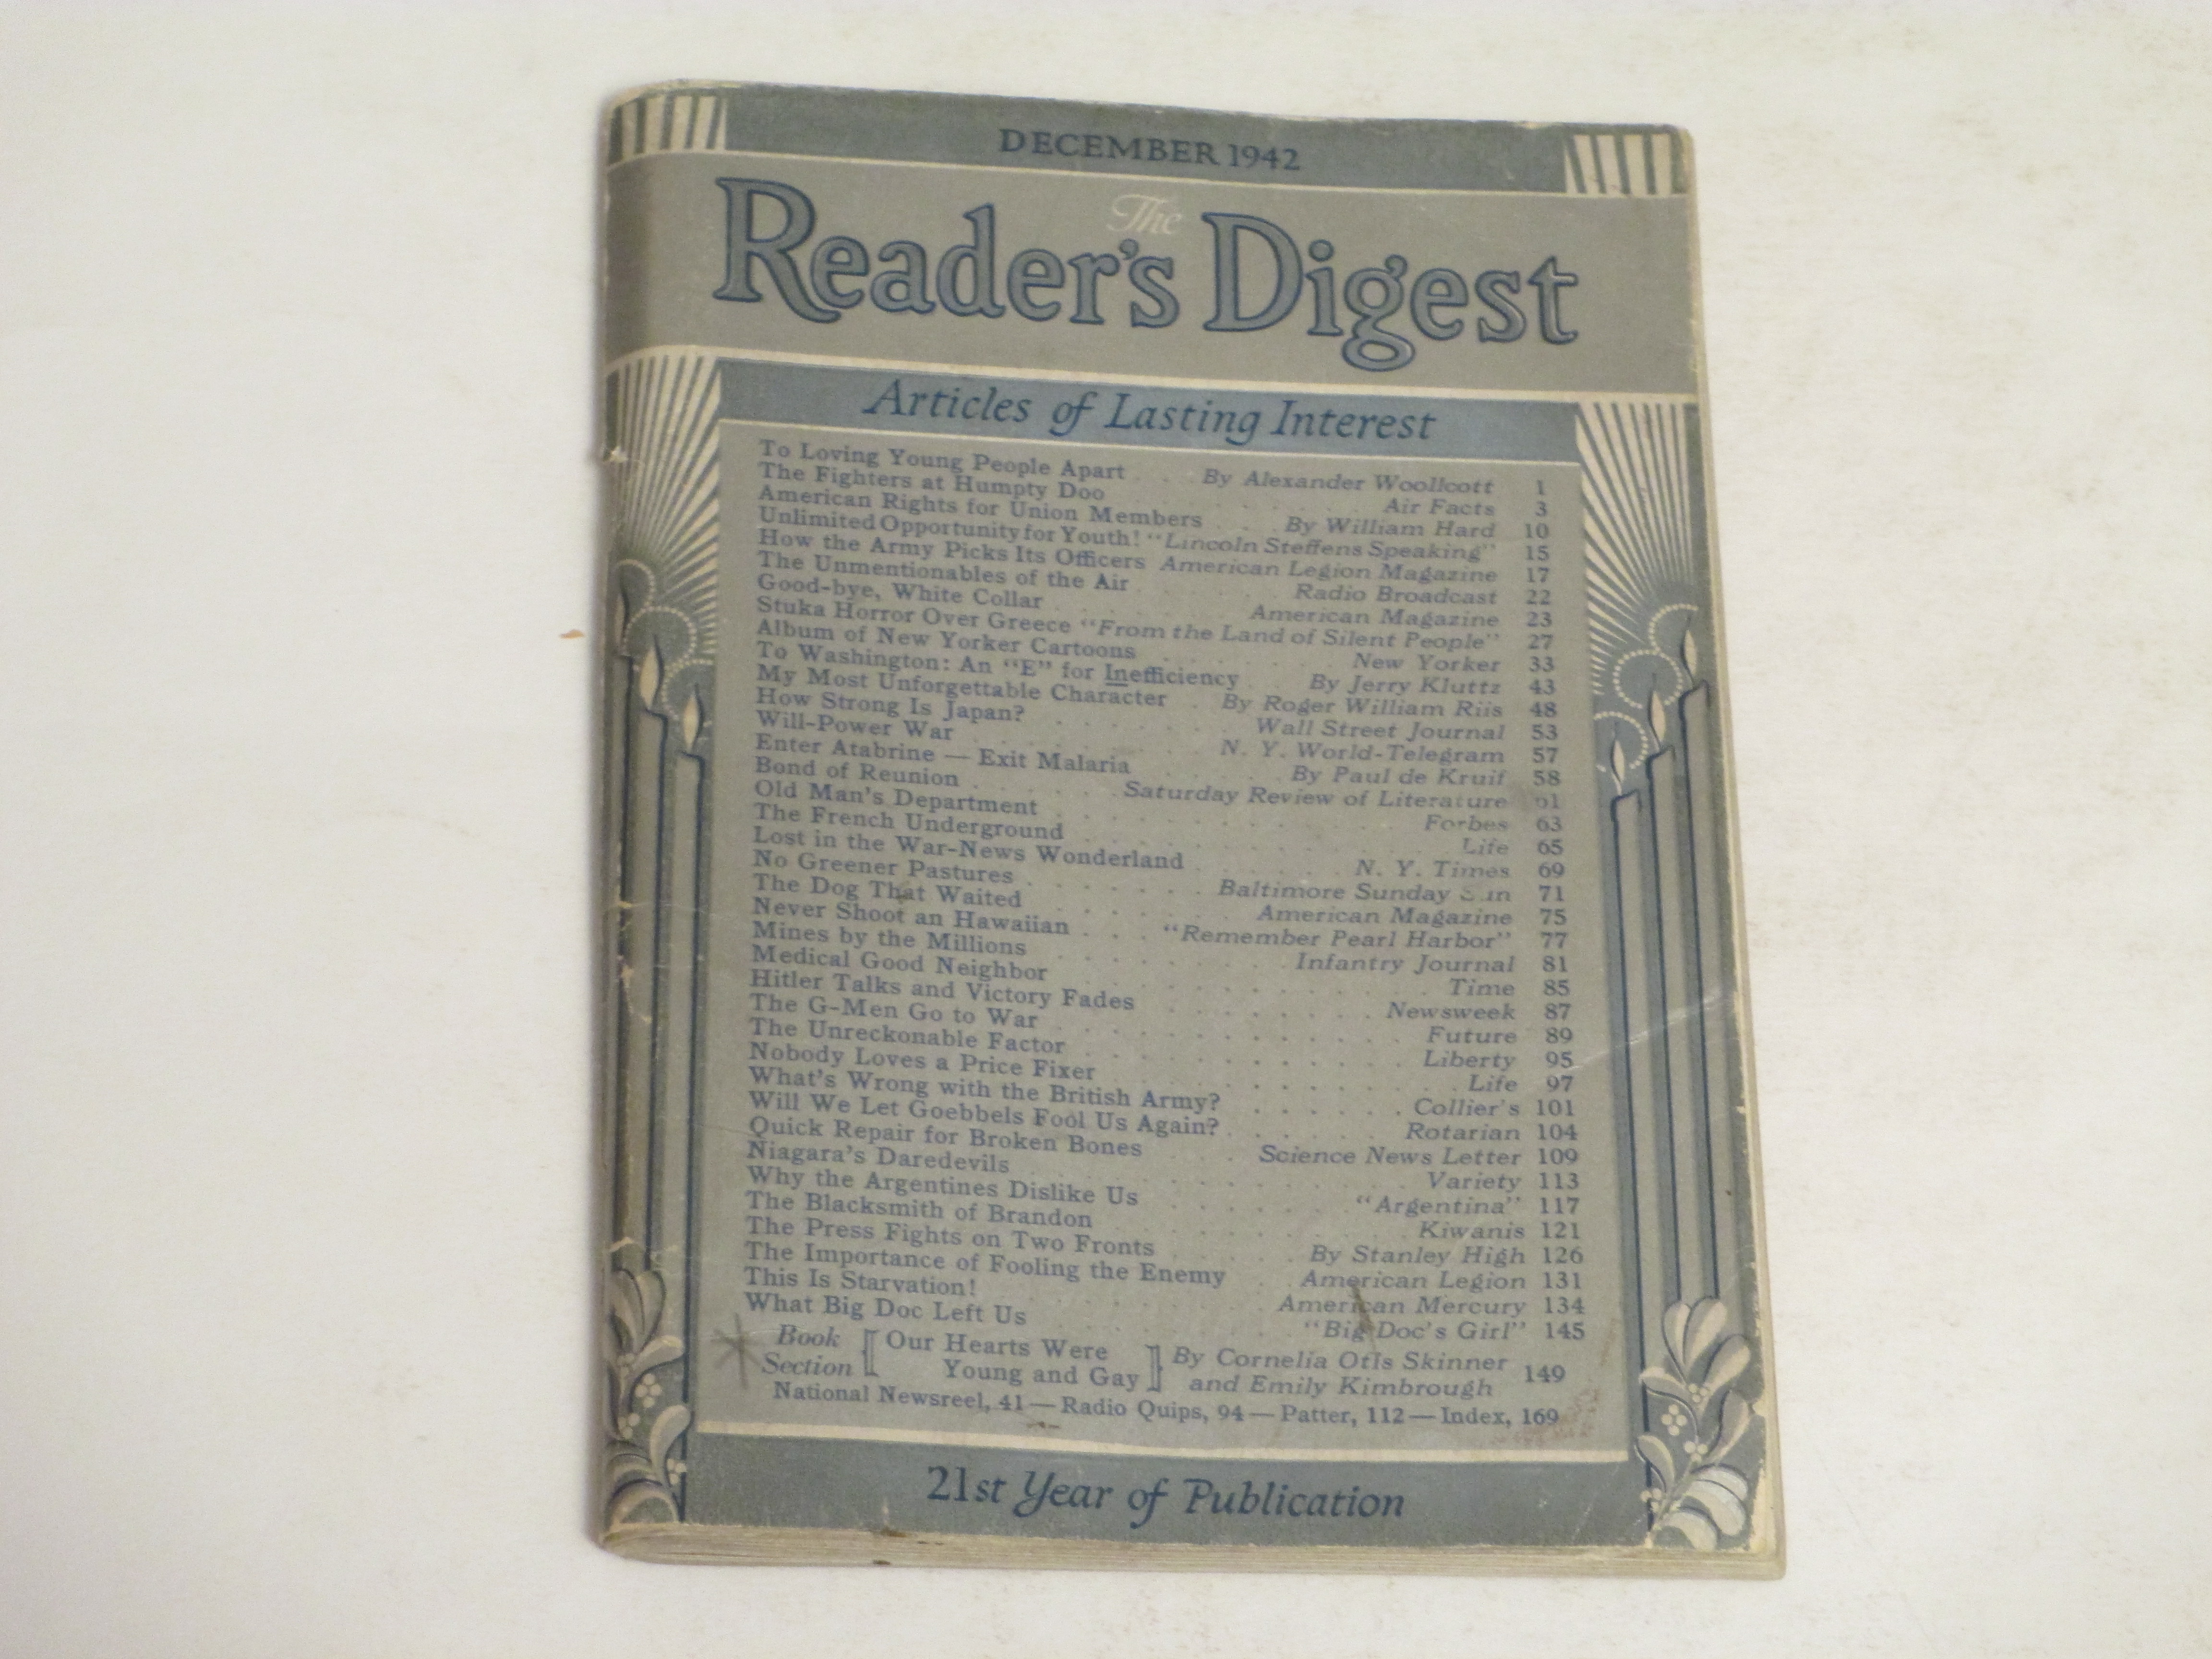 DECEMBER 1942
The
Reader's Digest
Articles of Lasting Interest
To Loving Young People Apart . . By Alexander Woollcott 1
The Fighters at Humpty Doo . . . . . Air Facts 3
American Rights for Union Members . . By William Hard 10
Unlimited Opportunity for Youth! "Lincoln Steffens Speaking" 15
How the Army Picks Its Officers American Legion Magazine 17
The Unmentionables of the Air . . . . Radio Broadcast 22
Good-bye, White Collar . . . . . American Magazine 23
Stuka Horror Over Greece "From the Land of Silent People" 27
Album of New Yorker Cartoons . . . . New Yorker 33
To Washington: An "E" for Inefficiency . . By Jerry Kluttz 43
My Most Unforgettable Character . By Roger William Riis 48
How Strong Is Japan? . . . . . Wall Street Journal 53
Will-Power War . . . . . N. Y. World-Telegram 57
Enter Atabrine — Exit Malaria . . . By Paul de Kruif 58
Bond of Reunion . . . . . Saturday Review of Literature 61
Old Man's Department . . . . . Forbes 63
The French Underground . . . . . Life 65
Lost in the War-News Wonderland . . . . N. Y. Times 69
No Greener Pastures . . . . . Baltimore Sunday Sun 71
The Dog That Waited . . . . . American Magazine 75
Never Shoot an Hawaiian . . . "Remember Pearl Harbor" 77
Mines by the Millions . . . . . Infantry Journal 81
Medical Good Neighbor . . . . . Time 85
Hitler Talks and Victory Fades . . . . . Newsweek 87
The G-Men Go to War . . . . . Future 89
The Unreckonable Factor . . . . . Liberty 95
Nobody Loves a Price Fixer . . . . . Life 97
What's Wrong with the British Army? . . . . . Collier's 101
Will We Let Goebbels Fool Us Again? . . . . . Rotarian 104
Quick Repair for Broken Bones . . . Science News Letter 109
Niagara's Daredevils . . . . . Variety 113
Why the Argentines Dislike Us . . . . . "Argentina" 117
The Blacksmith of Brandon . . . . . Kiwanis 121
The Press Fights on Two Fronts . . . . By Stanley High 126
The Importance of Fooling the Enemy . . American Legion 131
This Is Starvation! . . . . . American Mercury 134
What Big Doc Left Us . . . . . "Big Doc's Girl" 145
Book Section [Our Hearts Were Young and Gay] By Cornelia Otis Skinner and Emily Kimbrough 149
National Newsreel, 41 — Radio Quips, 94 — Patter, 112 — Index, 169
21st Year of Publication